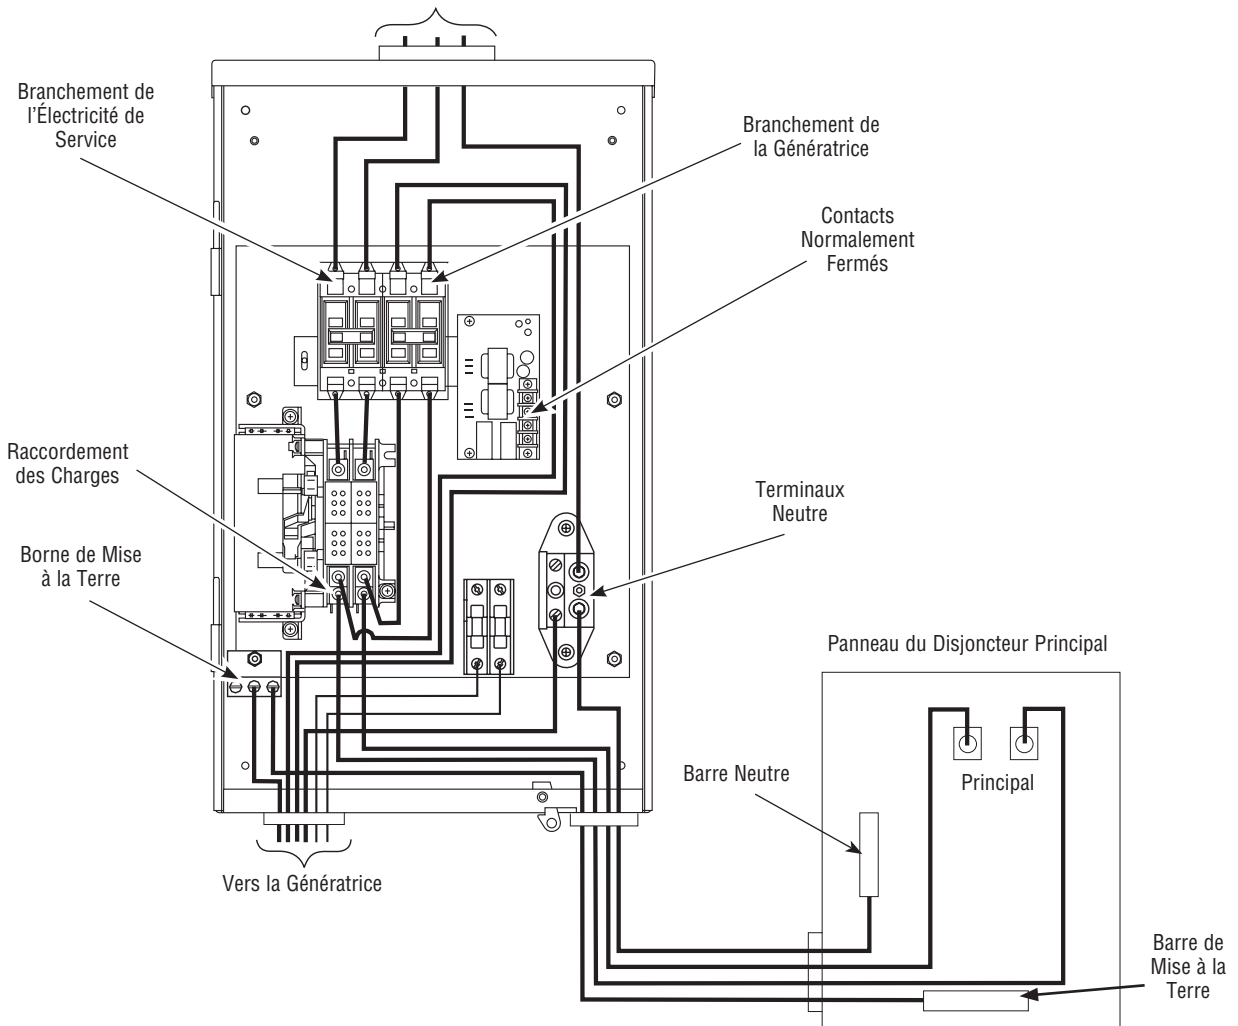 Branchement de
l'Électricité de
Service
Branchement de
la Génératrice
Contacts
Normalement
Fermés
Raccordement
des Charges
Terminaux
Neutre
Borne de Mise
à la Terre
Panneau du Disjoncteur Principal
Barre Neutre
Principal
Vers la Génératrice
Barre de
Mise à la
Terre